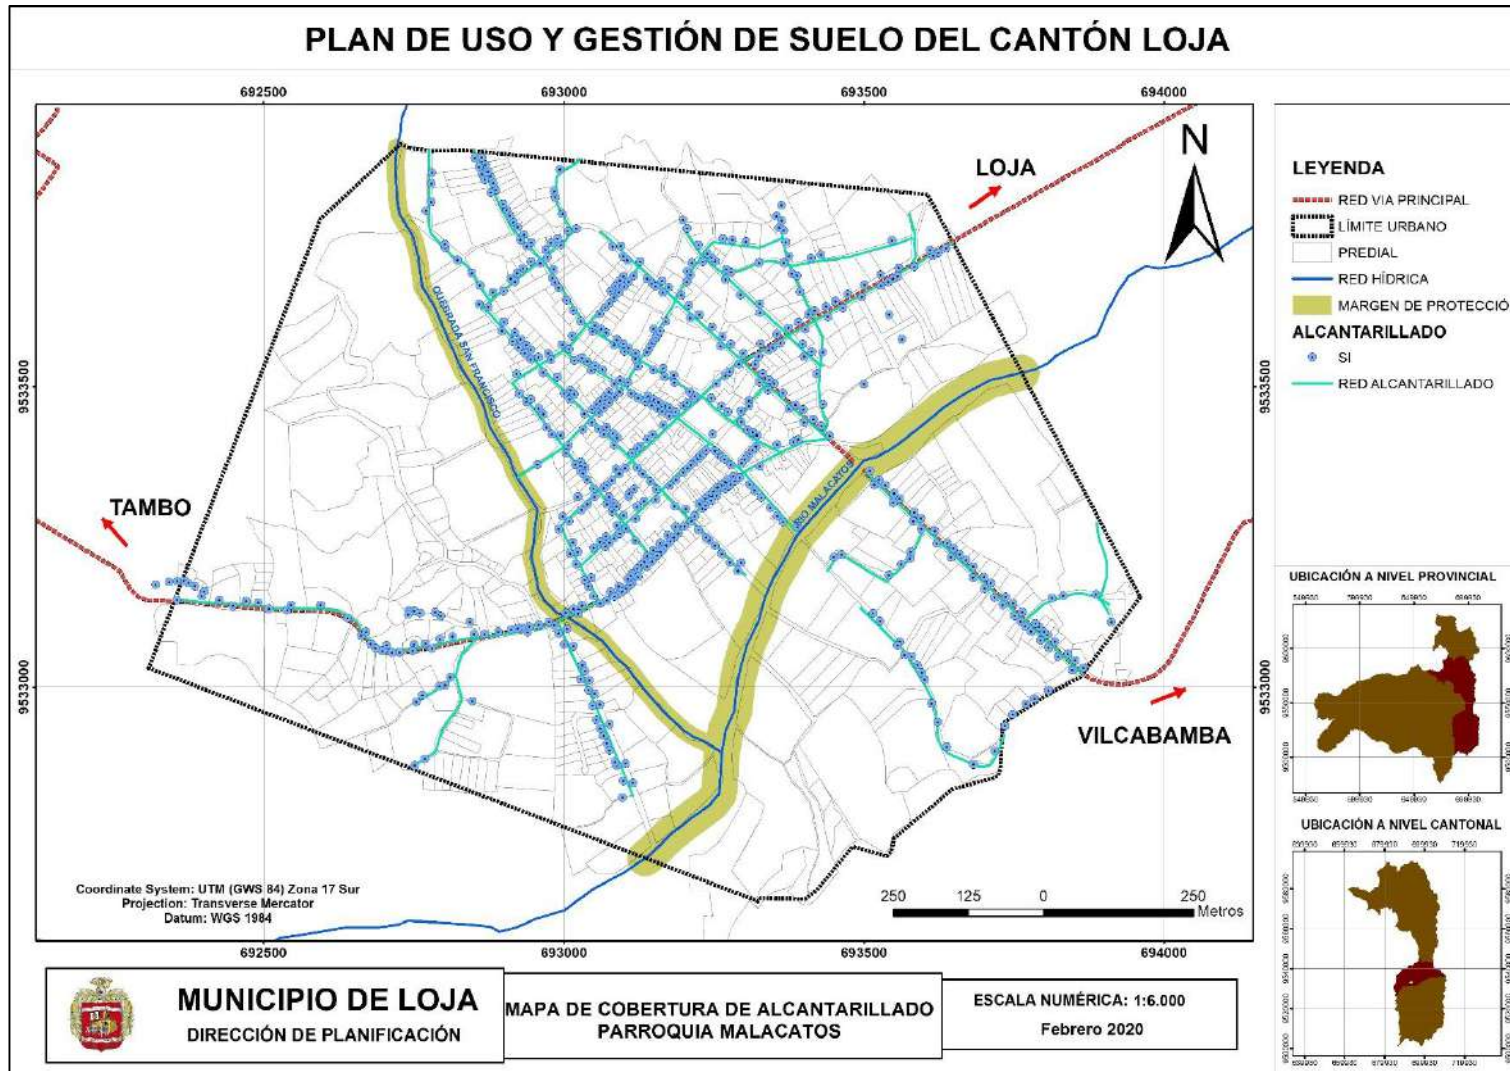 PLAN DE USO Y GESTIÓN DE SUELO DEL CANTÓN LOJA
692500
693000
693500
694000
N
LOJA
TAMBO
VILCABAMBA
QUEBRADA SAN FRANCISCO
RIO MALACATOS
9533500
9533000
9533500
9533000
LEYENDA
RED VIA PRINCIPAL
LÍMITE URBANO
PREDIAL
RED HÍDRICA
MARGEN DE PROTECCIÓ
ALCANTARILLADO
SI
RED ALCANTARILLADO
UBICACIÓN A NIVEL PROVINCIAL
UBICACIÓN A NIVEL CANTONAL
Coordinate System: UTM (GWS 84) Zona 17 Sur
Projection: Transverse Mercator
Datum: WGS 1984
250 125 0 250
Metros
692500
693000
693500
694000
MUNICIPIO DE LOJA
DIRECCIÓN DE PLANIFICACIÓN
MAPA DE COBERTURA DE ALCANTARILLADO
PARROQUIA MALACATOS
ESCALA NUMÉRICA: 1:6.000
Febrero 2020